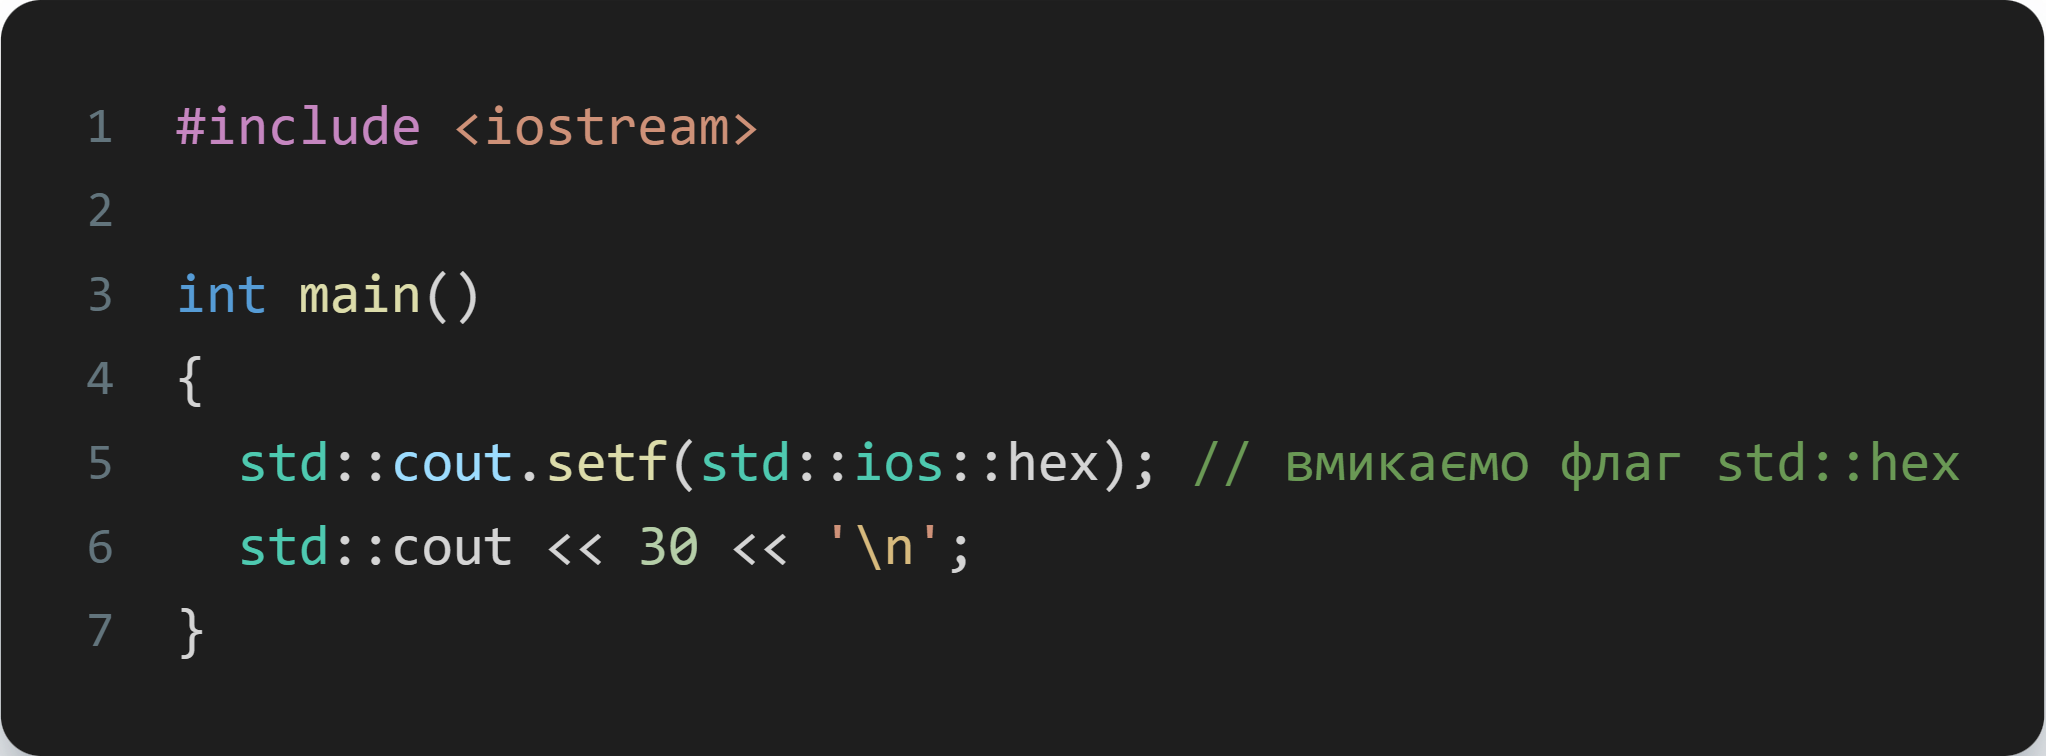 1 #include <iostream>
2
3 int main()
4 {
5   std::cout.setf(std::ios::hex); // вмикаємо флаг std::hex
6   std::cout << 30 << '\n';
7 }